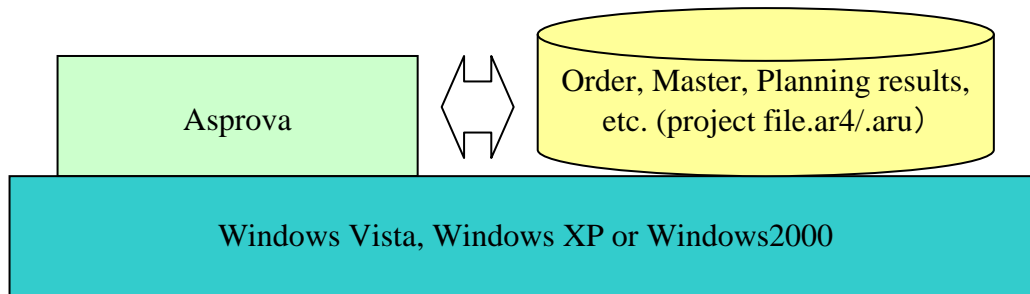 Asprova
Order, Master, Planning results,
etc. (project file.ar4/.aru）
Windows Vista, Windows XP or Windows2000